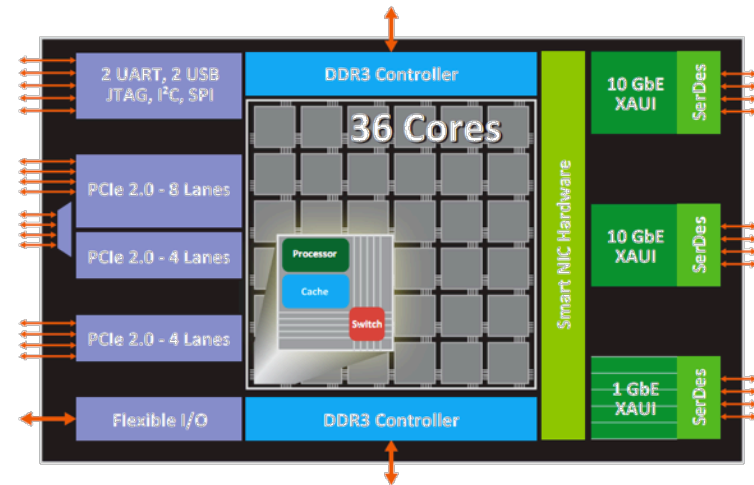 2 UART, 2 USB
JTAG, I²C, SPI
DDR3 Controller
10 GbE
XAUI
SerDes
36 Cores
PCIe 2.0 - 8 Lanes
Smart NIC Hardware
PCIe 2.0 - 4 Lanes
Processor
Cache
Switch
10 GbE
XAUI
SerDes
PCIe 2.0 - 4 Lanes
1 GbE
XAUI
SerDes
Flexible I/O
DDR3 Controller